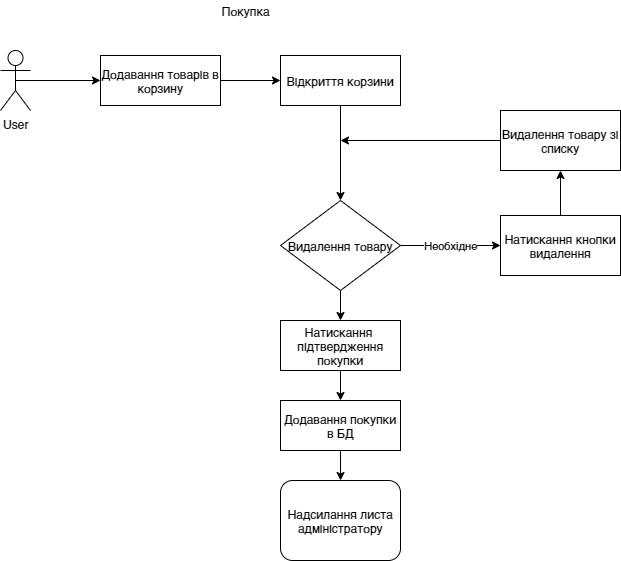 Покупка
User
Додавання товарів в
корзину
Відкриття корзини
Видалення товару зі
списку
Видалення товару
Необхідне
Натискання кнопки
видалення
Натискання
підтвердження
покупки
Додавання покупки
в БД
Надсилання листа
адміністратору